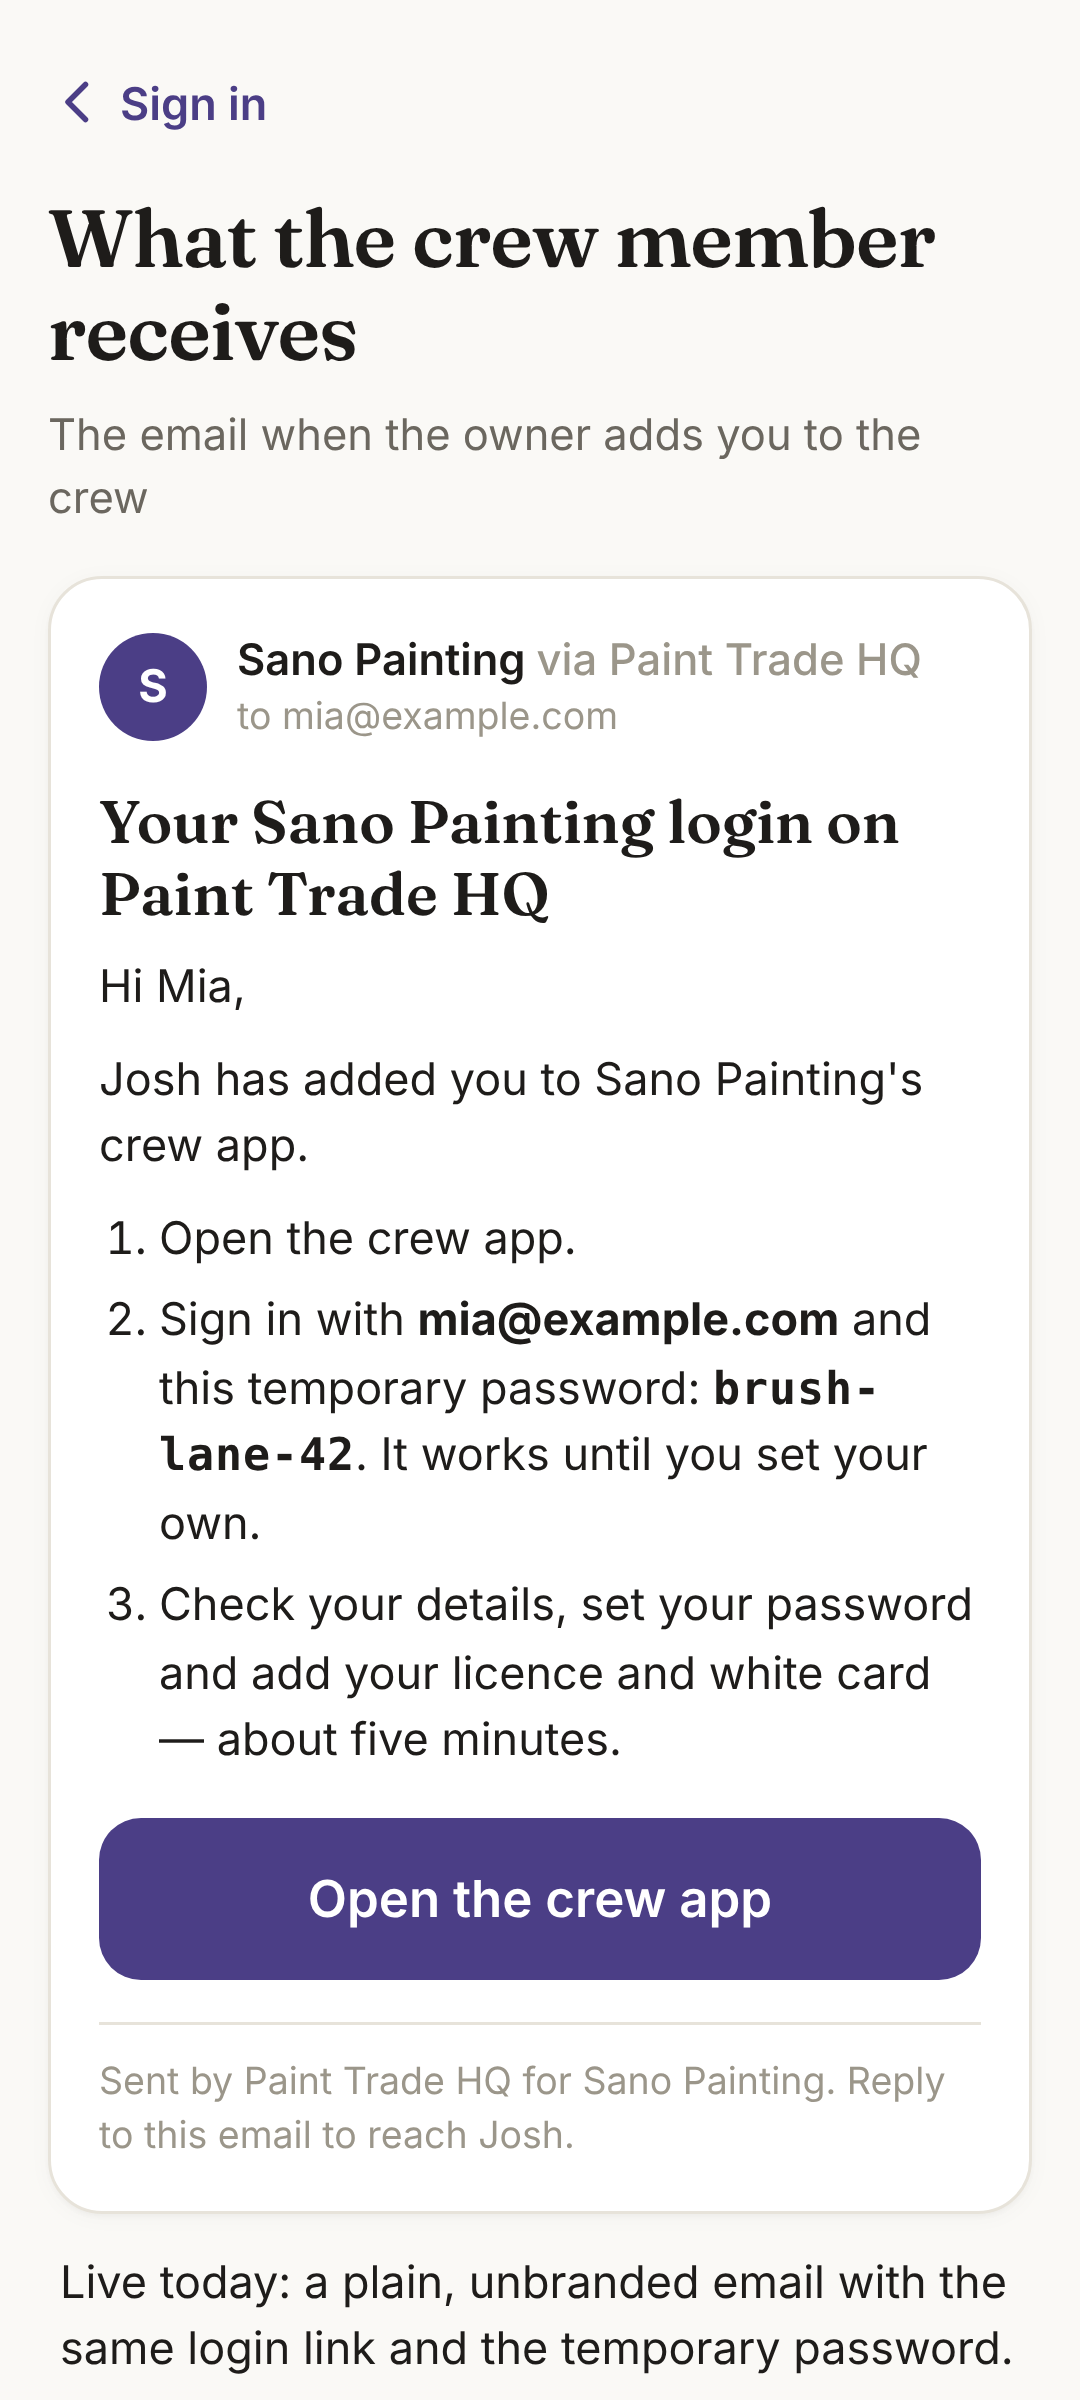 Sign in
What the crew member
receives
The email when the owner adds you to the
crew
S
Sano Painting via Paint Trade HQ
to mia@example.com
Your Sano Painting login on
Paint Trade HQ
Hi Mia,
Josh has added you to Sano Painting's
crew app.
1. Open the crew app.
2. Sign in with mia@example.com and
this temporary password: brush-
lane-42. It works until you set your
own.
3. Check your details, set your password
and add your licence and white card
— about five minutes.
Open the crew app
Sent by Paint Trade HQ for Sano Painting. Reply
to this email to reach Josh.
Live today: a plain, unbranded email with the
same login link and the temporary password.